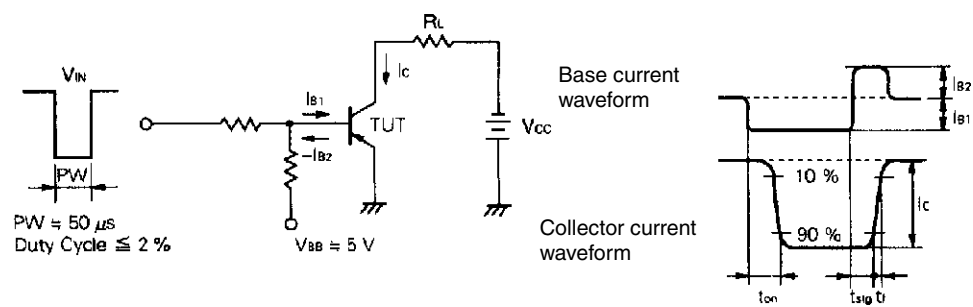 VIN
PW
PW ≒ 50 μs
Duty Cycle ≦ 2 %
IB1
-IB2
VBB ≒ 5 V
TUT
IC
RL
VCC
Base current
waveform
IB2
IB1
Collector current
waveform
10 %
90 %
IC
ton
tstg tf